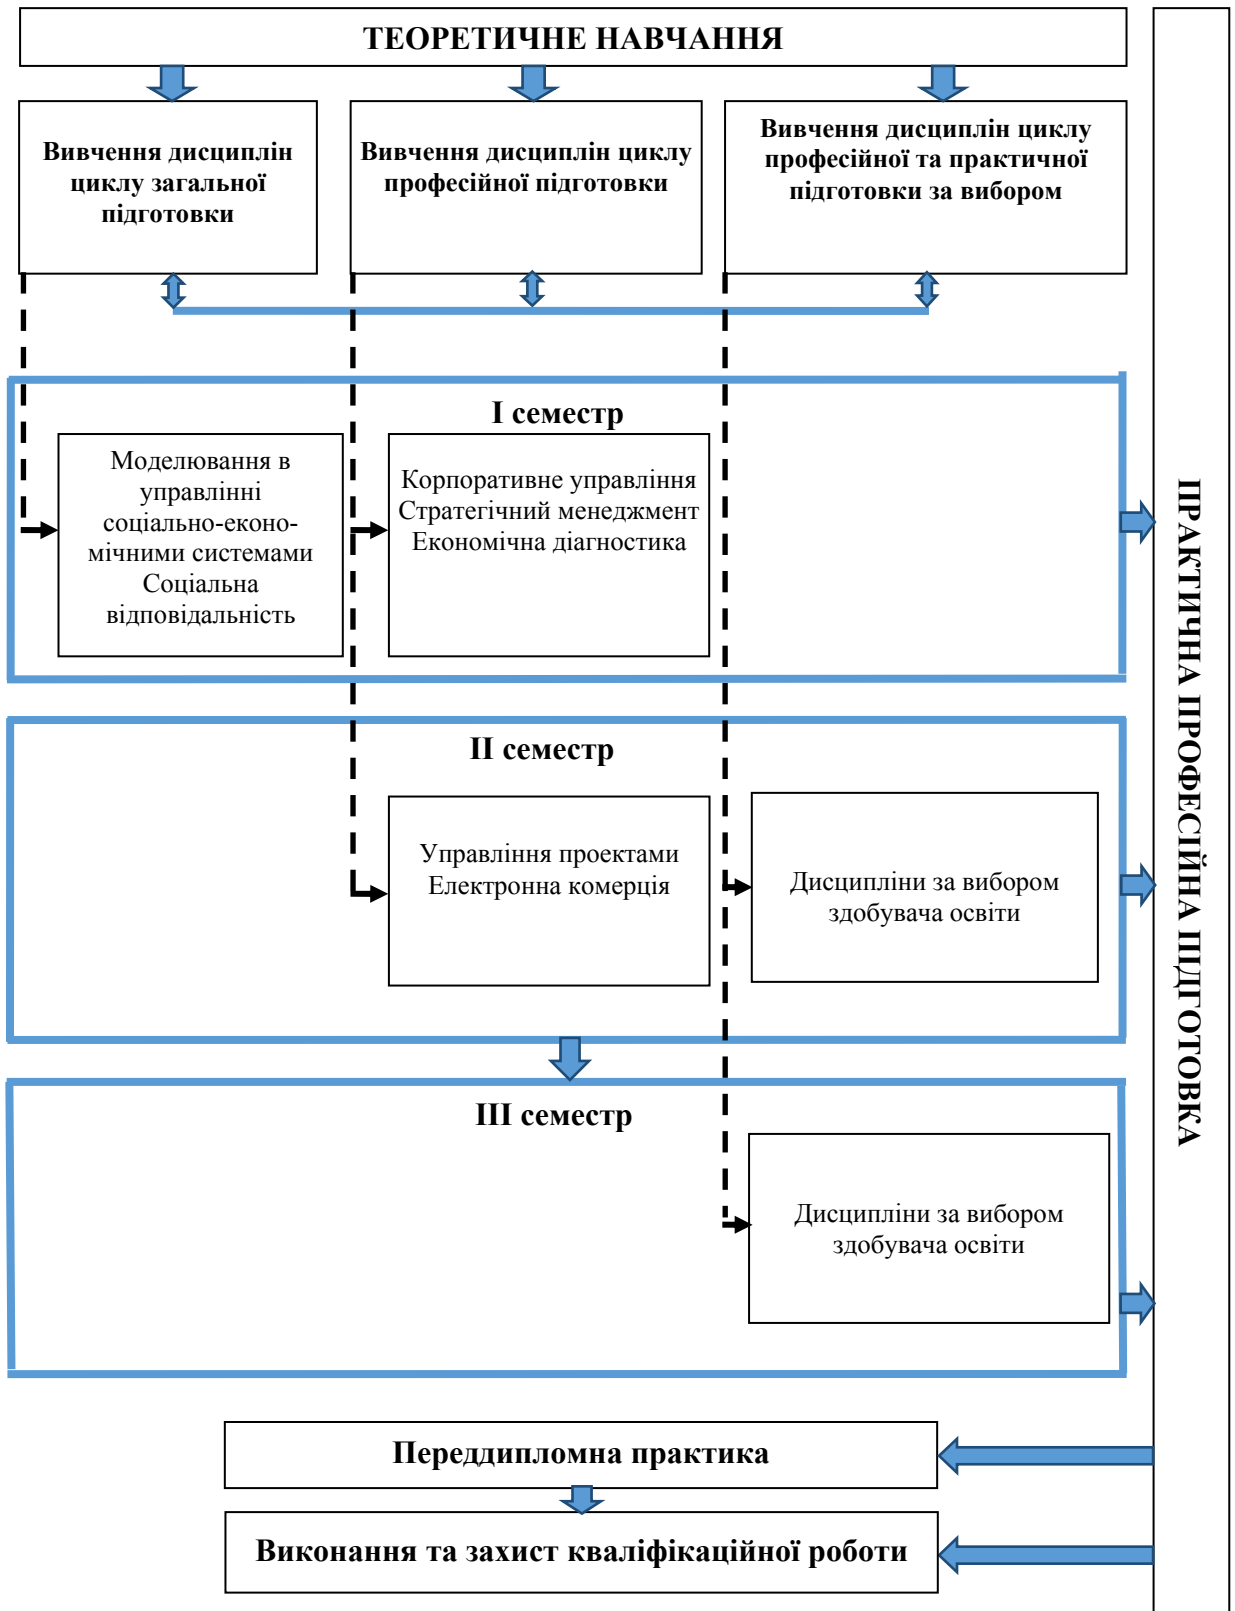 ТЕОРЕТИЧНЕ НАВЧАННЯ
Вивчення дисциплін
циклу загальної
підготовки
Вивчення дисциплін циклу
професійної підготовки
Вивчення дисциплін циклу
професійної та практичної
підготовки за вибором
І семестр
Моделювання в
управлінні
соціально-еконо-
мічними системами
Соціальна
відповідальність
Корпоративне управління
Стратегічний менеджмент
Економічна діагностика
ІІ семестр
Управління проектами
Електронна комерція
Дисципліни за вибором
здобувача освіти
ІІІ семестр
Дисципліни за вибором
здобувача освіти
ПРАКТИЧНА ПРОФЕСІЙНА ПІДГОТОВКА
Переддипломна практика
Виконання та захист кваліфікаційної роботи